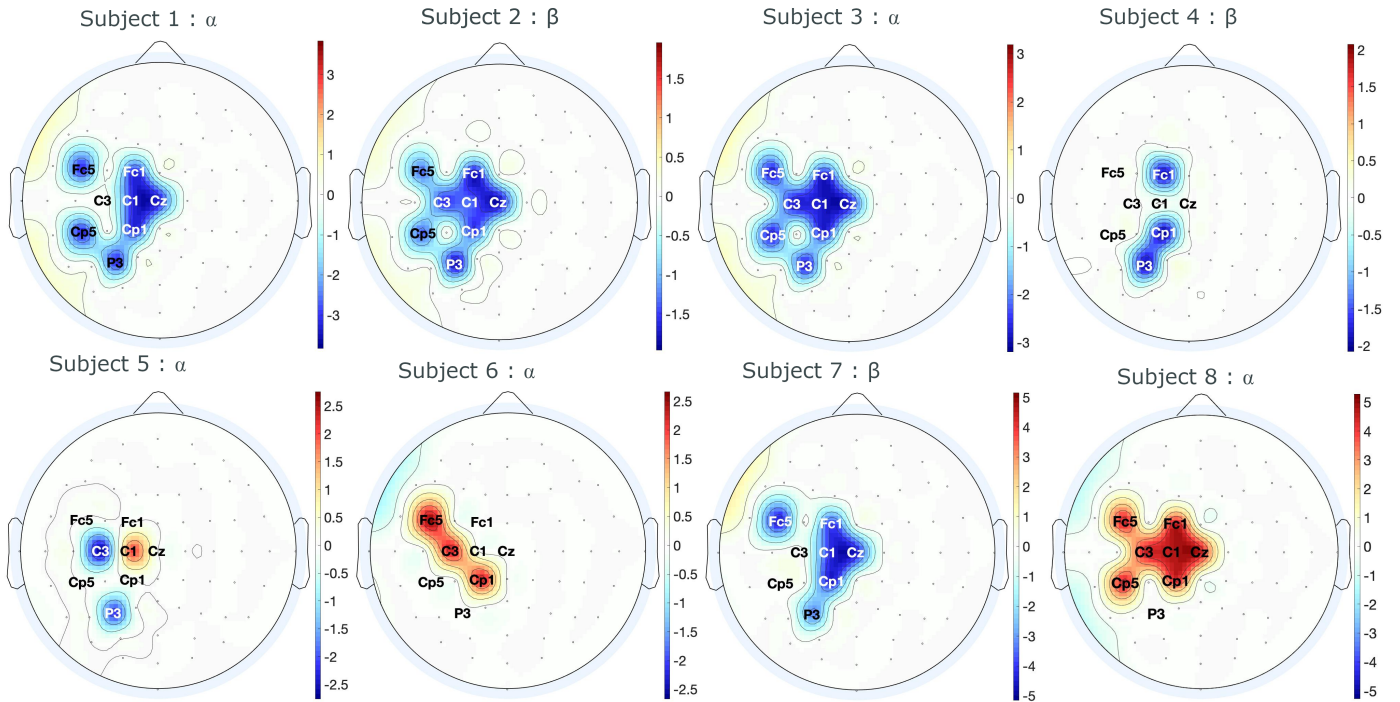 Subject 1 : α
Fc5
Fc1
C3
C1
Cz
Cp5
Cp1
P3
3
2
1
0
-1
-2
-3
Subject 2 : β
Fc5
Fc1
C3
C1
Cz
Cp5
Cp1
P3
1.5
1
0.5
0
-0.5
-1
-1.5
Subject 3 : α
Fc5
Fc1
C3
C1
Cz
Cp5
Cp1
P3
3
2
1
0
-1
-2
-3
Subject 4 : β
Fc5
Fc1
C3
C1
Cz
Cp5
Cp1
P3
2
1.5
1
0.5
0
-0.5
-1
-1.5
-2
Subject 5 : α
Fc5
Fc1
C3
C1
Cz
Cp5
Cp1
P3
2.5
2
1.5
1
0.5
0
-0.5
-1
-1.5
-2
-2.5
Subject 6 : α
Fc5
Fc1
C3
C1
Cz
Cp5
Cp1
P3
2.5
2
1.5
1
0.5
0
-0.5
-1
-1.5
-2
-2.5
Subject 7 : β
Fc5
Fc1
C3
C1
Cz
Cp5
Cp1
P3
5
4
3
2
1
0
-1
-2
-3
-4
-5
Subject 8 : α
Fc5
Fc1
C3
C1
Cz
Cp5
Cp1
P3
5
4
3
2
1
0
-1
-2
-3
-4
-5